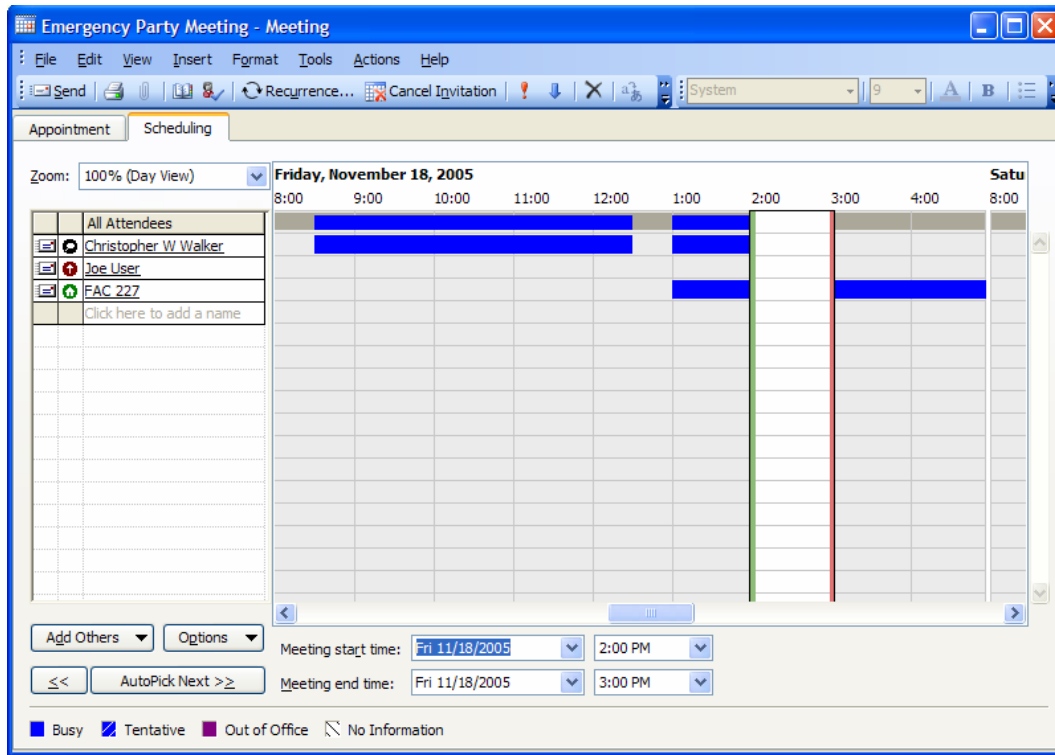 Emergency Party Meeting - Meeting
File Edit View Insert Format Tools Actions Help
Send Recurrence... Cancel Invitation System 9 A B
Appointment Scheduling
Zoom: 100% (Day View)
Friday, November 18, 2005 Satu
8:00 9:00 10:00 11:00 12:00 1:00 2:00 3:00 4:00 8:00
All Attendees
Christopher W Walker
Joe User
FAC 227
Click here to add a name
Add Others Options
Meeting start time: Fri 11/18/2005 2:00 PM
<< AutoPick Next >>
Meeting end time: Fri 11/18/2005 3:00 PM
Busy Tentative Out of Office No Information